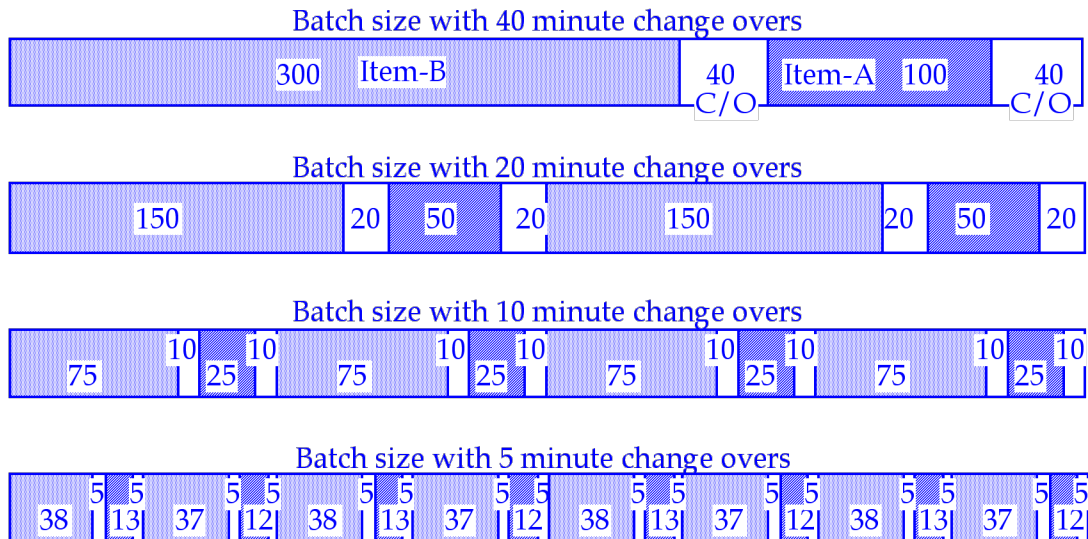 Batch size with 40 minute change overs
300 Item-B 40 C/O Item-A 100 40 C/O
Batch size with 20 minute change overs
150 20 50 20 150 20 50 20
Batch size with 10 minute change overs
75 10 25 10 75 10 25 10 75 10 25 10 75 10 25 10
Batch size with 5 minute change overs
38 5 13 5 37 5 12 5 38 5 13 5 37 5 12 5 38 5 13 5 37 5 12 5 38 5 13 5 37 5 12 5